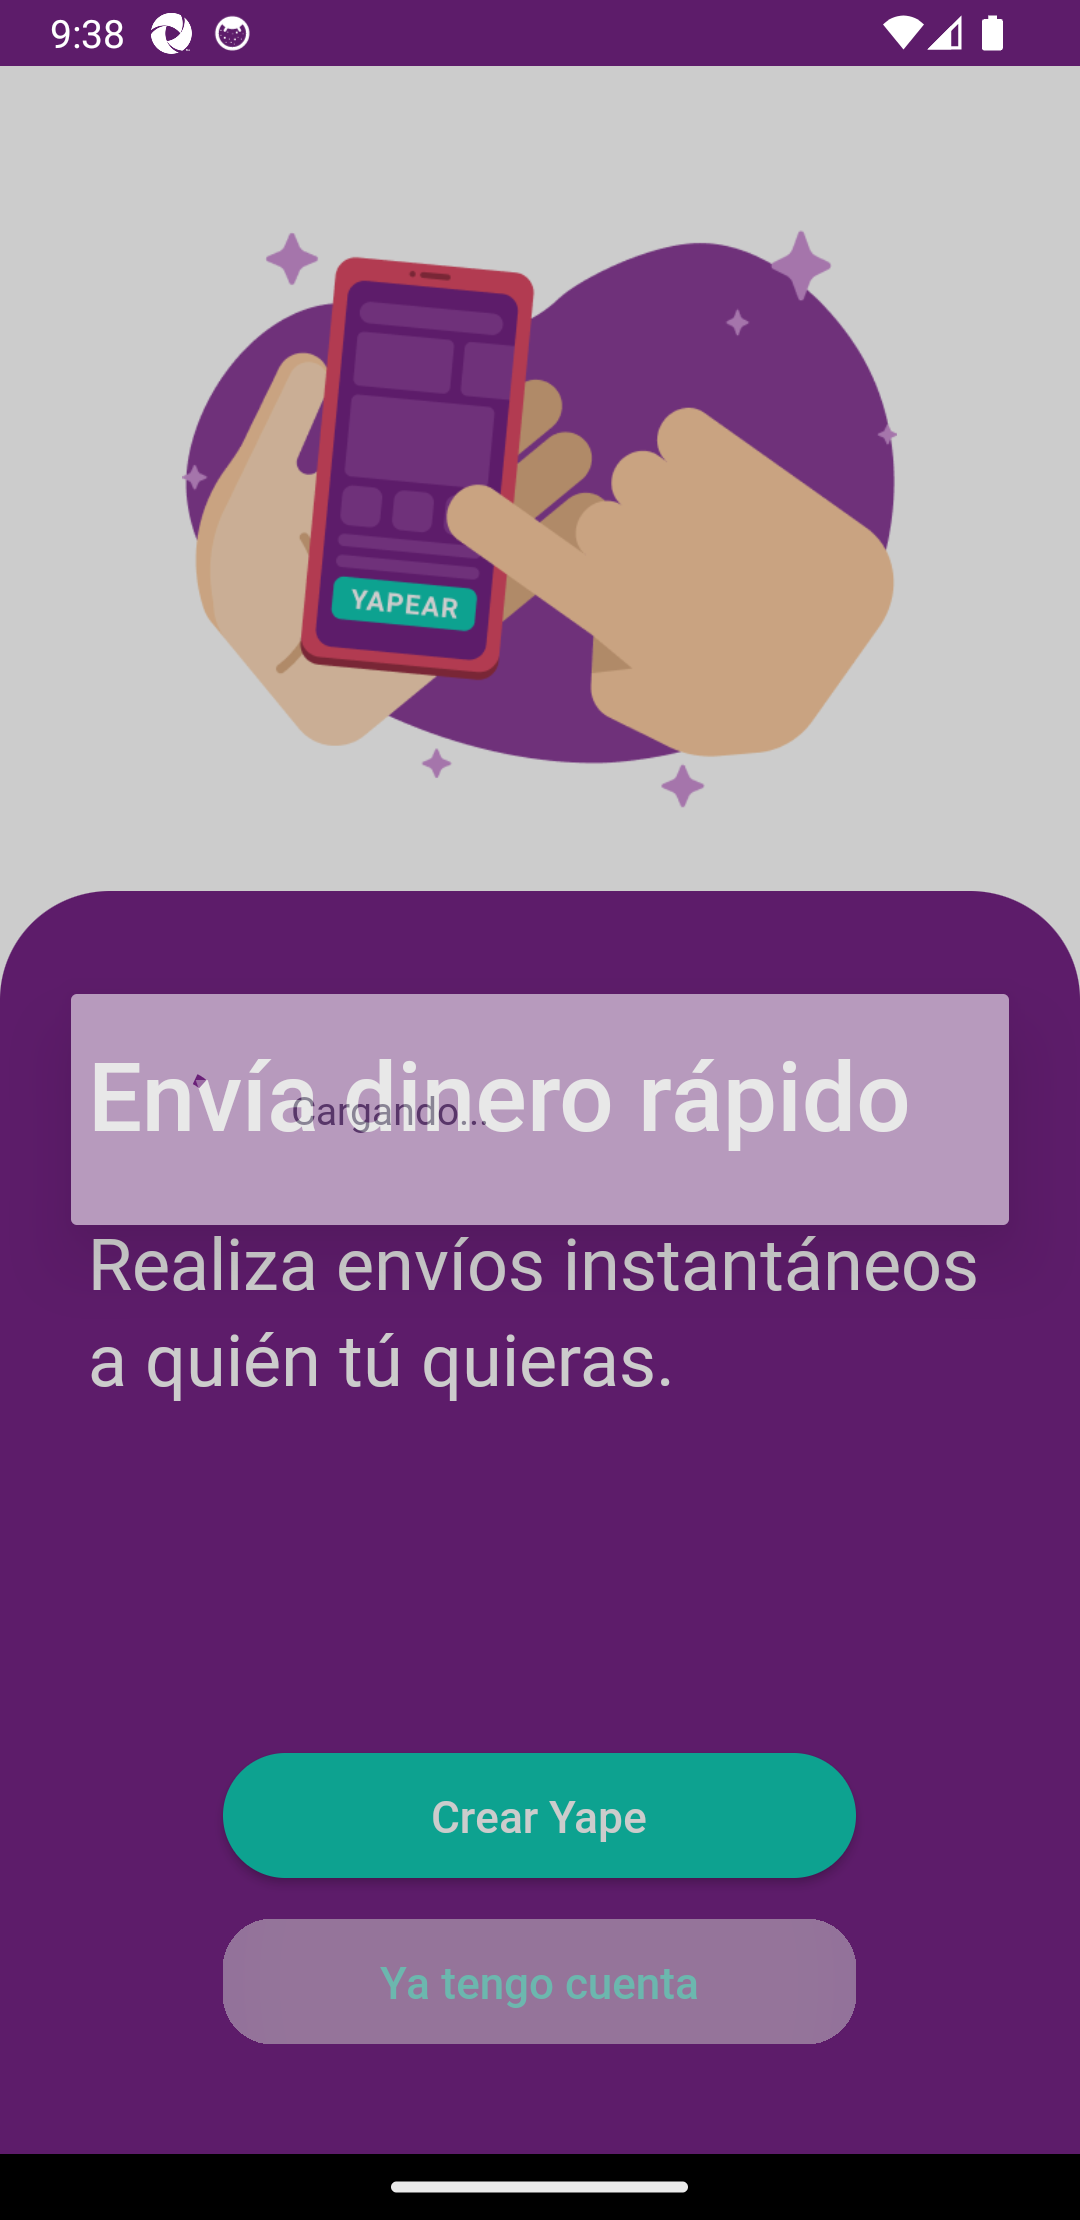 9:38
YAPEAR
Envía dinero rápido
Cargando...
Realiza envíos instantáneos
a quién tú quieras.
Crear Yape
Ya tengo cuenta